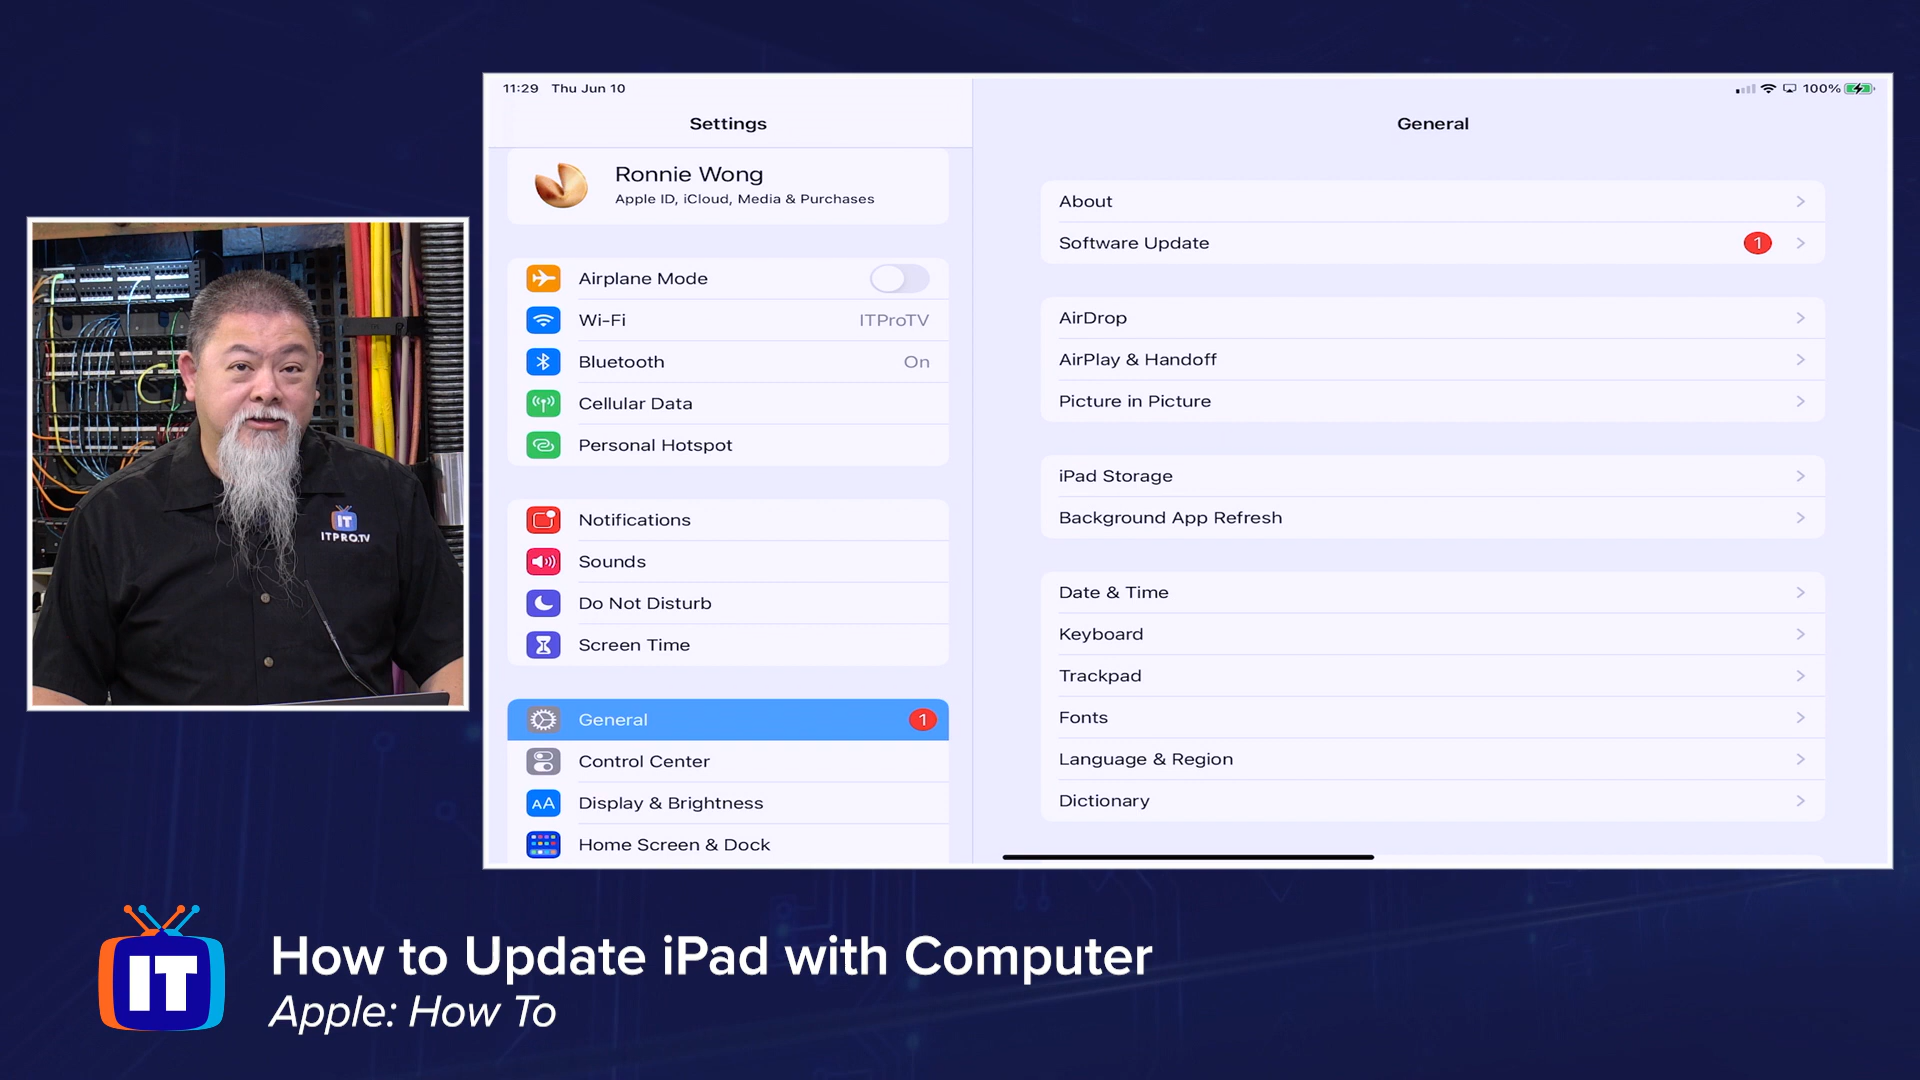 11:29 Thu Jun 10
100%
Settings
General
Ronnie Wong
Apple ID, iCloud, Media & Purchases
Airplane Mode
Wi-Fi ITProTV
Bluetooth On
Cellular Data
Personal Hotspot
Notifications
Sounds
Do Not Disturb
Screen Time
General 1
Control Center
AA Display & Brightness
Home Screen & Dock
About
Software Update 1
AirDrop
AirPlay & Handoff
Picture in Picture
iPad Storage
Background App Refresh
Date & Time
Keyboard
Trackpad
Fonts
Language & Region
Dictionary
IT
ITPRO.TV
IT
How to Update iPad with Computer
Apple: How To